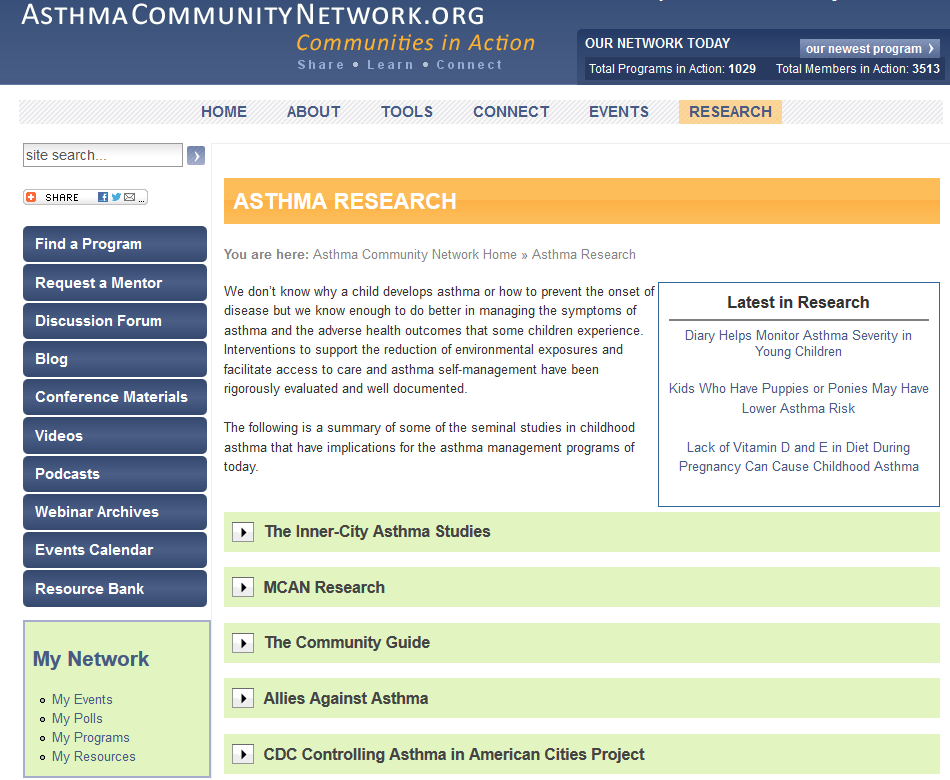 ASTHMACOMMUNITYNETWORK.ORG
Communities in Action
Share • Learn • Connect
OUR NETWORK TODAY
our newest program ›
Total Programs in Action: 1029 Total Members in Action: 3513
HOME ABOUT TOOLS CONNECT EVENTS RESEARCH
site search...
SHARE ...
Find a Program
Request a Mentor
Discussion Forum
Blog
Conference Materials
Videos
Podcasts
Webinar Archives
Events Calendar
Resource Bank
My Network
My Events
My Polls
My Programs
My Resources
ASTHMA RESEARCH
You are here: Asthma Community Network Home » Asthma Research
We don't know why a child develops asthma or how to prevent the onset of
disease but we know enough to do better in managing the symptoms of
asthma and the adverse health outcomes that some children experience.
Interventions to support the reduction of environmental exposures and
facilitate access to care and asthma self-management have been
rigorously evaluated and well documented.
The following is a summary of some of the seminal studies in childhood
asthma that have implications for the asthma management programs of
today.
Latest in Research
Diary Helps Monitor Asthma Severity in
Young Children
Kids Who Have Puppies or Ponies May Have
Lower Asthma Risk
Lack of Vitamin D and E in Diet During
Pregnancy Can Cause Childhood Asthma
The Inner-City Asthma Studies
MCAN Research
The Community Guide
Allies Against Asthma
CDC Controlling Asthma in American Cities Project